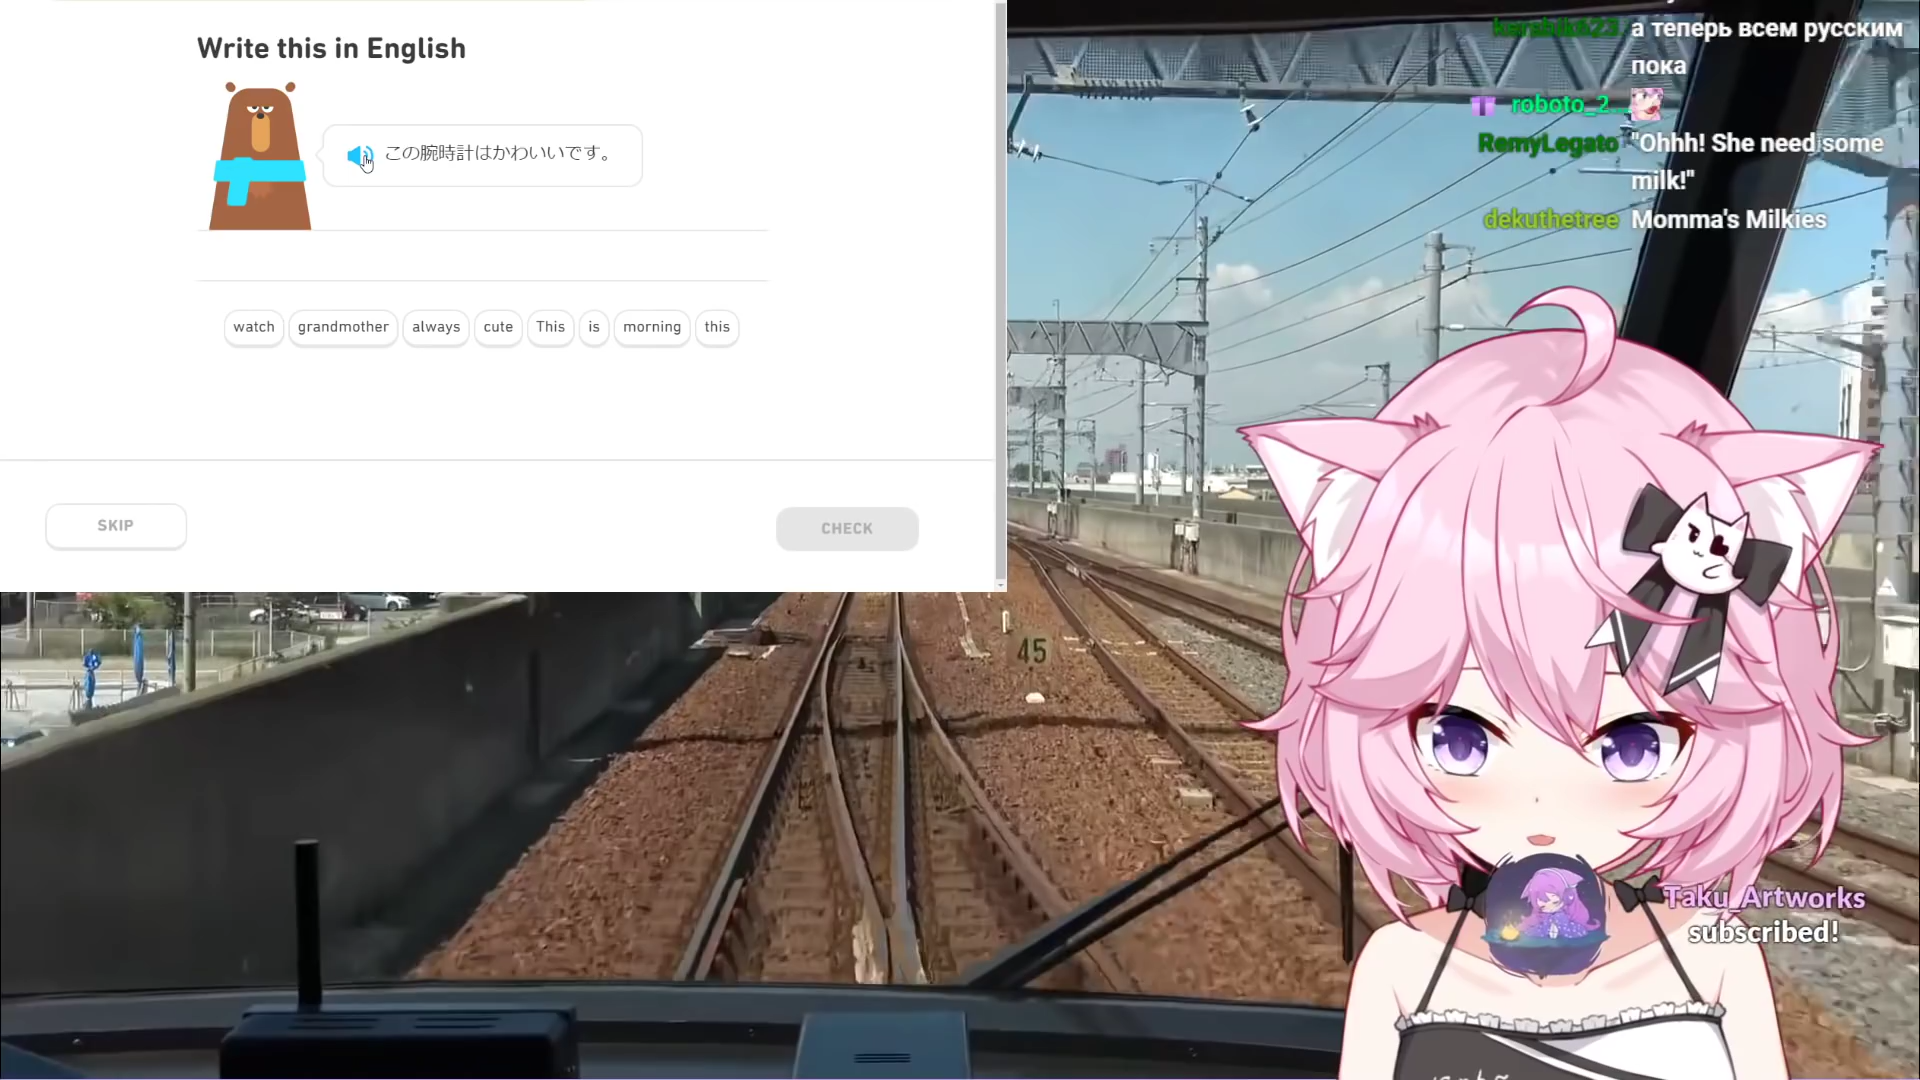 Write this in English
この腕時計はかわいいです。
watch grandmother always cute This is morning this
SKIP
CHECK
45
а теперь всем русским
пока
roboto_2...
RemyLegato "Ohhh! She need some
milk!"
dekuthetree Momma's Milkies
Taku_Artworks
subscribed!